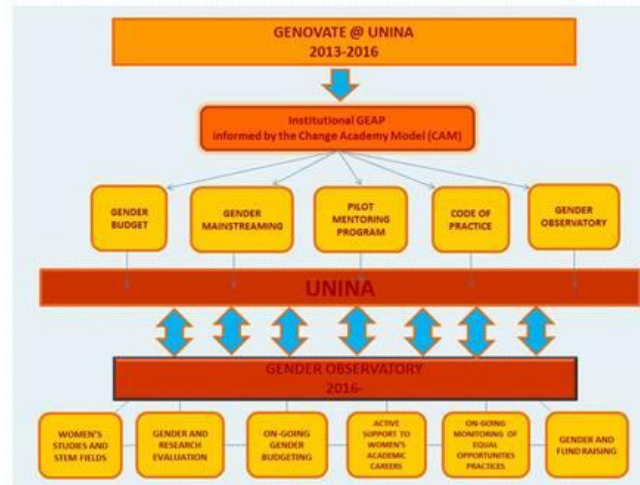 GENOVATE @ UNINA
2013-2016
Institutional GEAP
informed by the Change Academy Model (CAM)
GENDER
BUDGET
GENDER
MAINSTREAMING
PILOT
MENTORING
PROGRAM
CODE OF
PRACTICE
GENDER
OBSERVATORY
UNINA
GENDER OBSERVATORY
2016-
WOMEN'S
STUDIES AND
STEM FIELDS
GENDER AND
RESEARCH
EVALUATION
ON-GOING
GENDER
BUDGETING
ACTIVE
SUPPORT TO
WOMEN'S
ACADEMIC
CAREERS
ON-GOING
MONITORING OF
EQUAL
OPPORTUNITIES
PRACTICES
GENDER AND
FUND RAISING